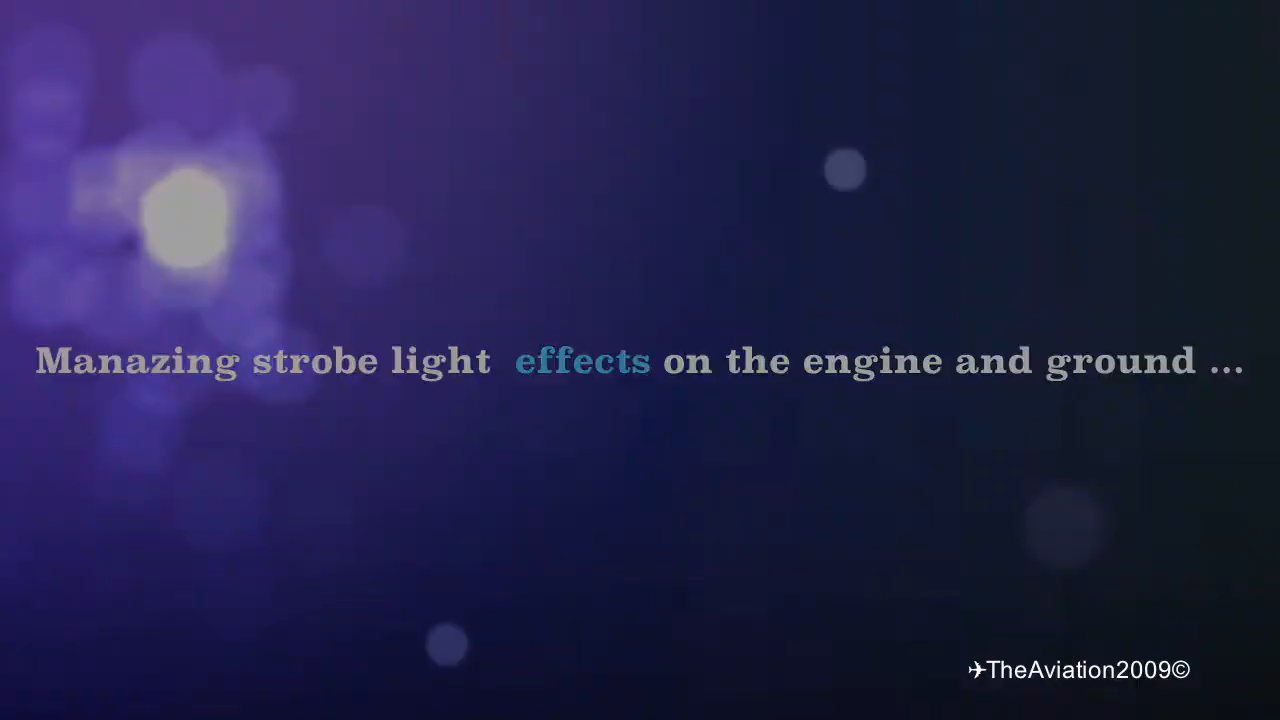 Manazing strobe light effects on the engine and ground ...
✈TheAviation2009©